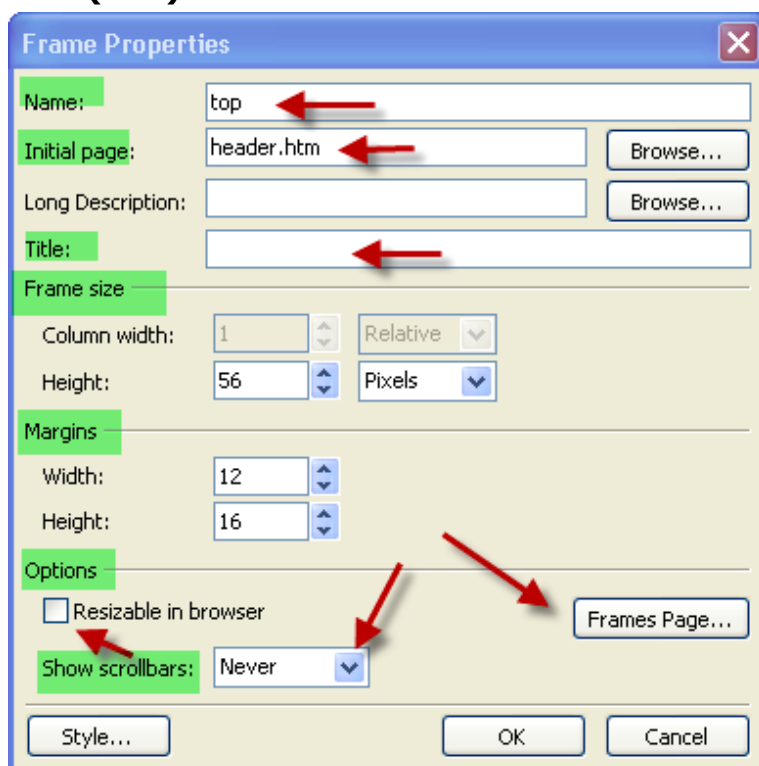 Frame Properties
Name: top
Initial page: header.htm Browse...
Long Description: Browse...
Title:
Frame size
Column width: 1 Relative
Height: 56 Pixels
Margins
Width: 12
Height: 16
Options
Resizable in browser
Frames Page...
Show scrollbars: Never
Style... OK Cancel